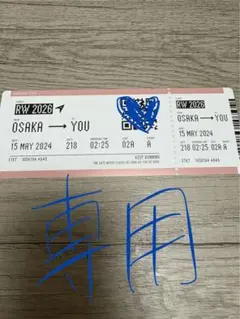 RW 2026
OSAKA → YOU
15 MAY 2024 218 02:25 02A A
KEEP RUNNING
RW 2026
OSAKA → YOU
15 MAY 2024
218 02:25 02A A
専用